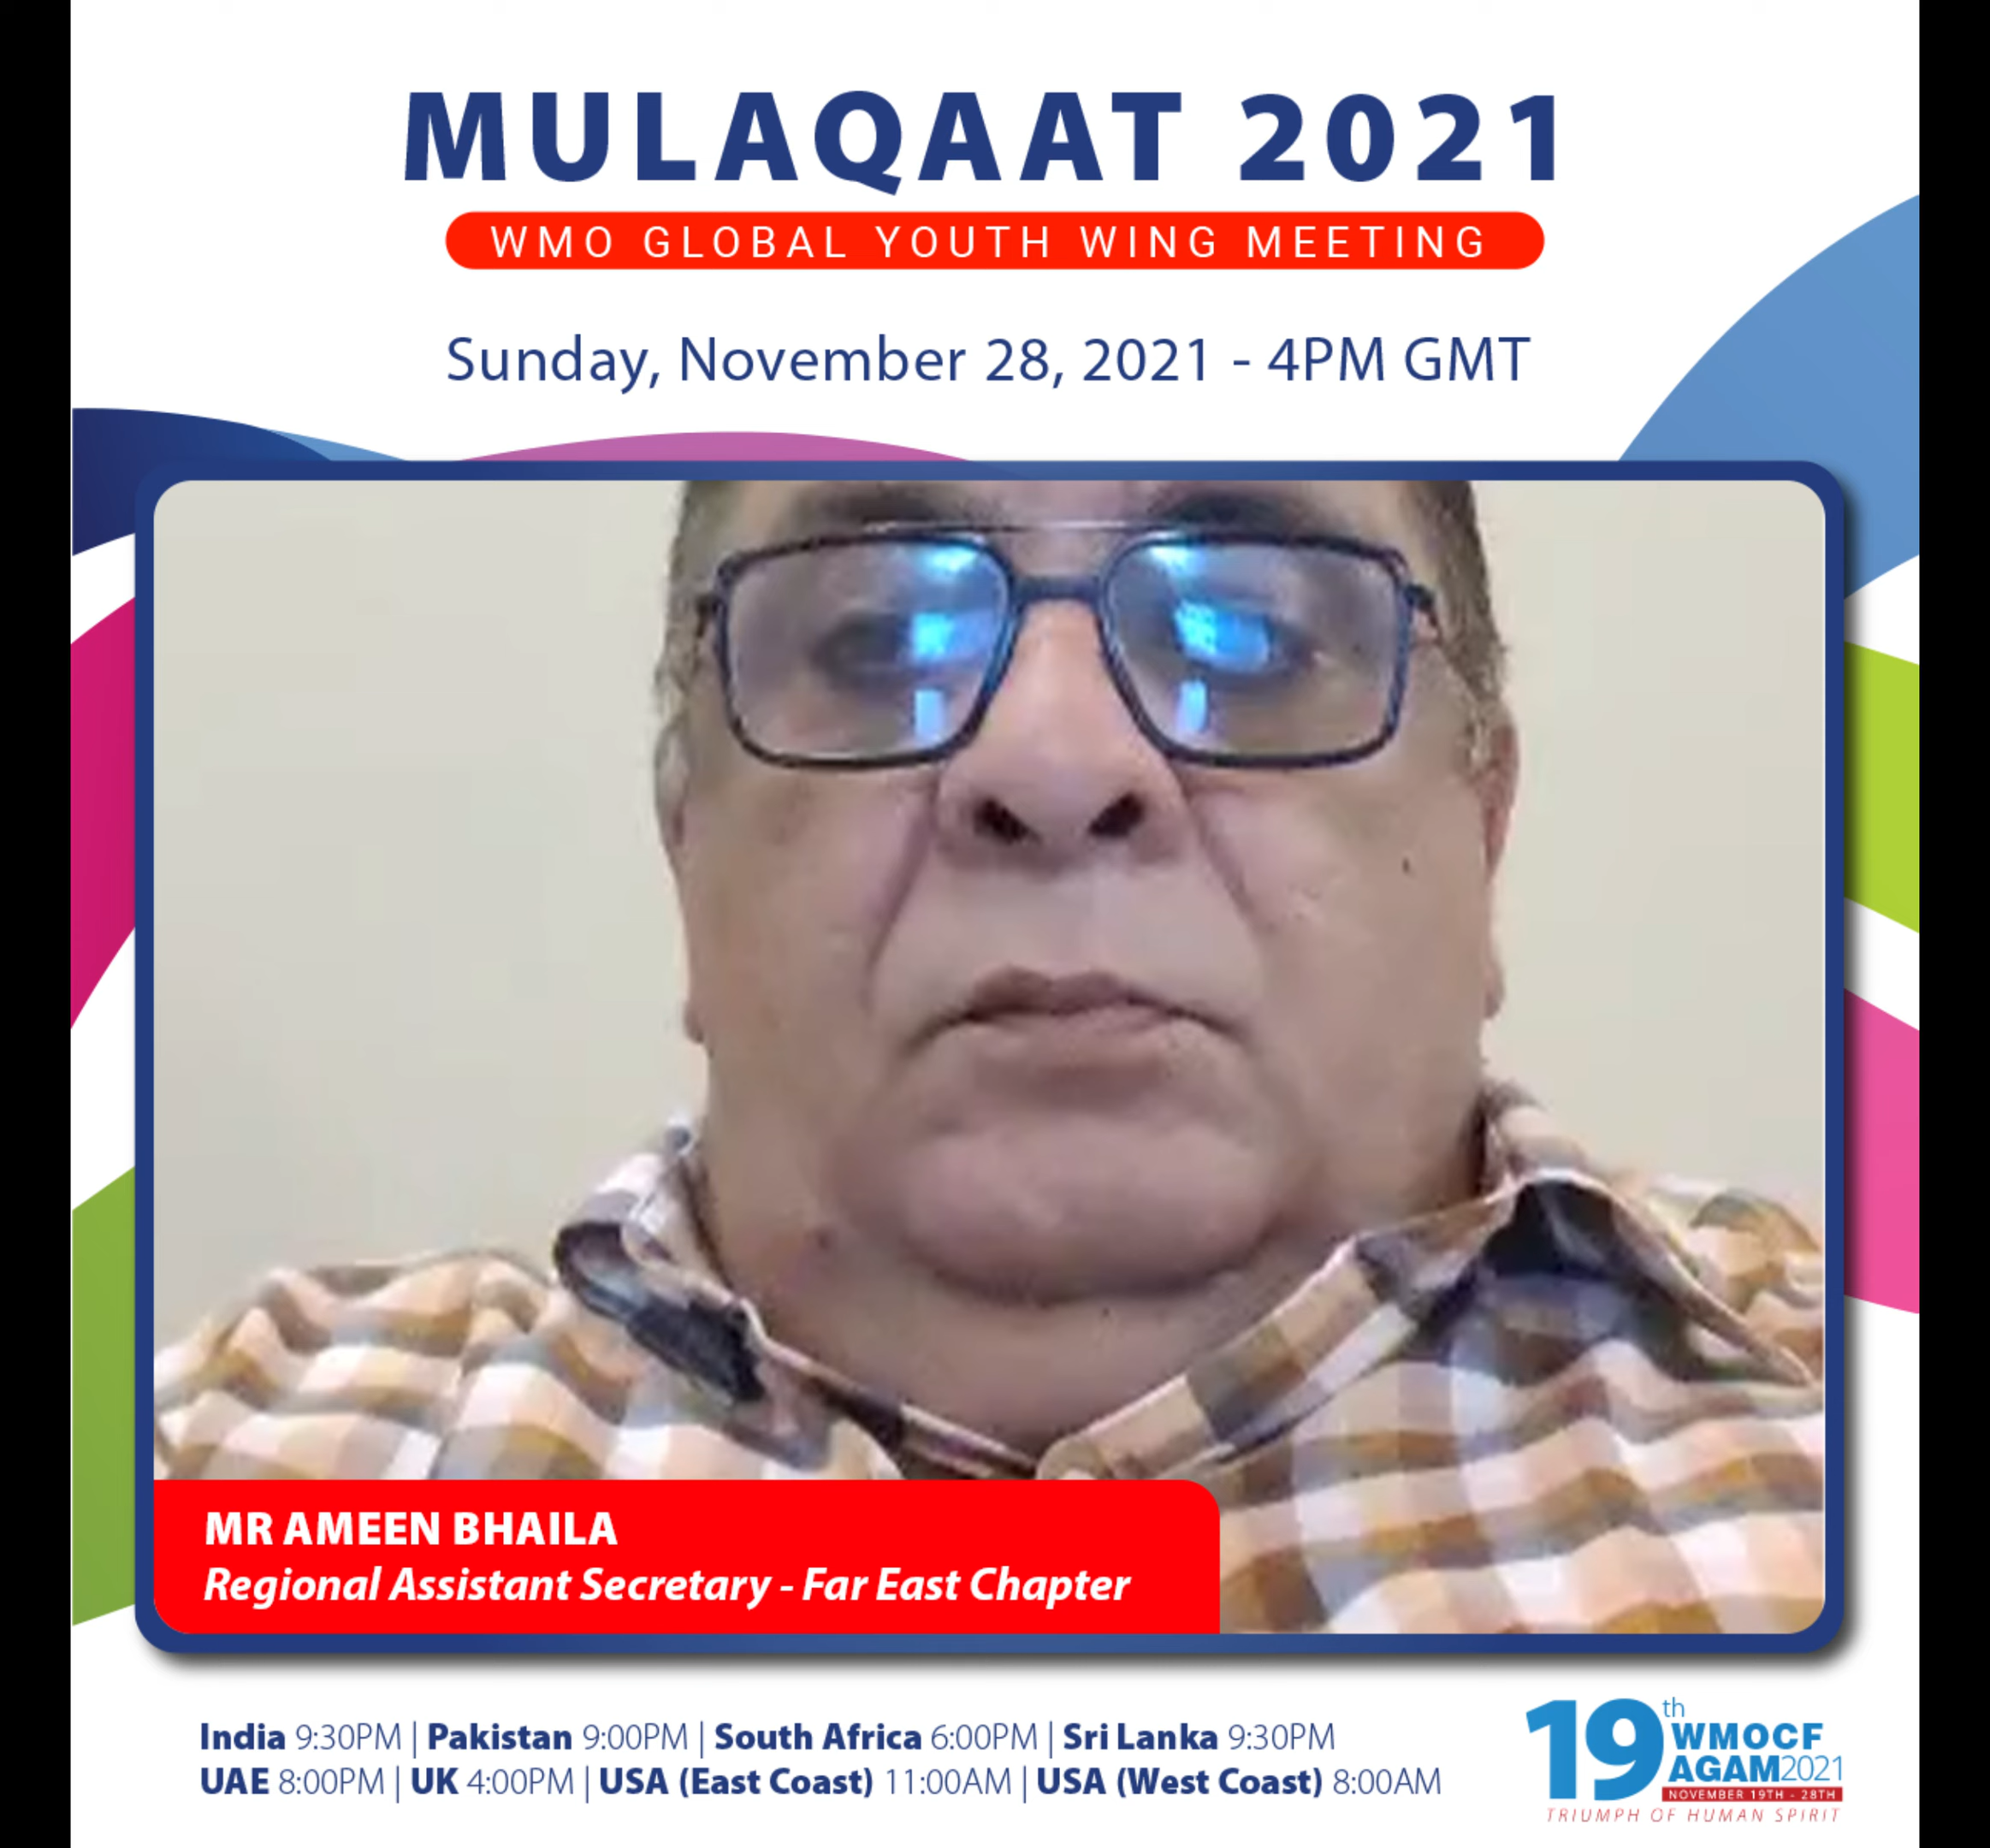 MULAQAAT 2021
WMO GLOBAL YOUTH WING MEETING
Sunday, November 28, 2021 - 4PM GMT
MR AMEEN BHAILA
Regional Assistant Secretary - Far East Chapter
India 9:30PM | Pakistan 9:00PM | South Africa 6:00PM | Sri Lanka 9:30PM
UAE 8:00PM | UK 4:00PM | USA (East Coast) 11:00AM | USA (West Coast) 8:00AM
19th WMOCF
AGAM2021
NOVEMBER 19TH - 28TH
TRIUMPH OF HUMAN SPIRIT